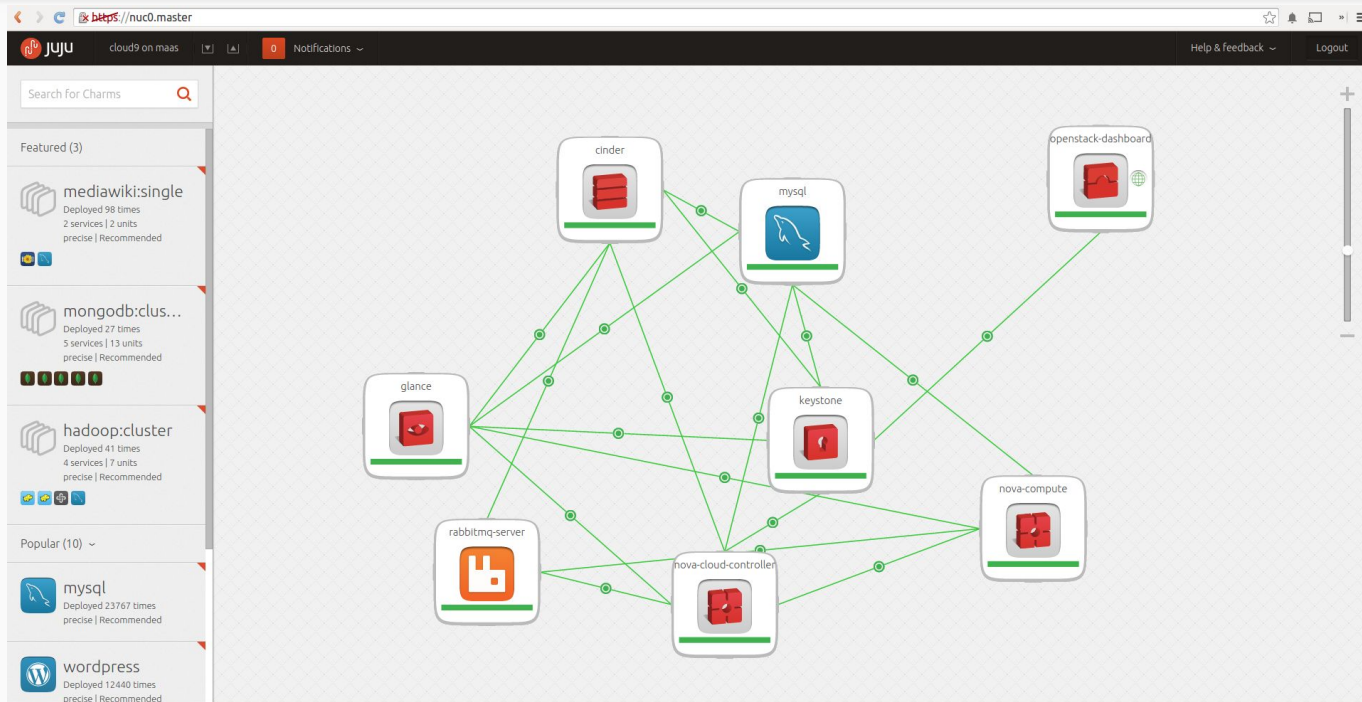 https://nuc0.master
juju
cloud9 on maas
0
Notifications
Help & feedback
Logout
Search for Charms
Featured (3)
mediawiki:single
Deployed 98 times
2 services | 2 units
precise | Recommended
mongodb:clus...
Deployed 27 times
5 services | 13 units
precise | Recommended
hadoop:cluster
Deployed 41 times
4 services | 7 units
precise | Recommended
Popular (10)
mysql
Deployed 23767 times
precise | Recommended
wordpress
Deployed 12440 times
precise | Recommended
cinder
mysql
openstack-dashboard
glance
keystone
nova-compute
rabbitmq-server
nova-cloud-controller